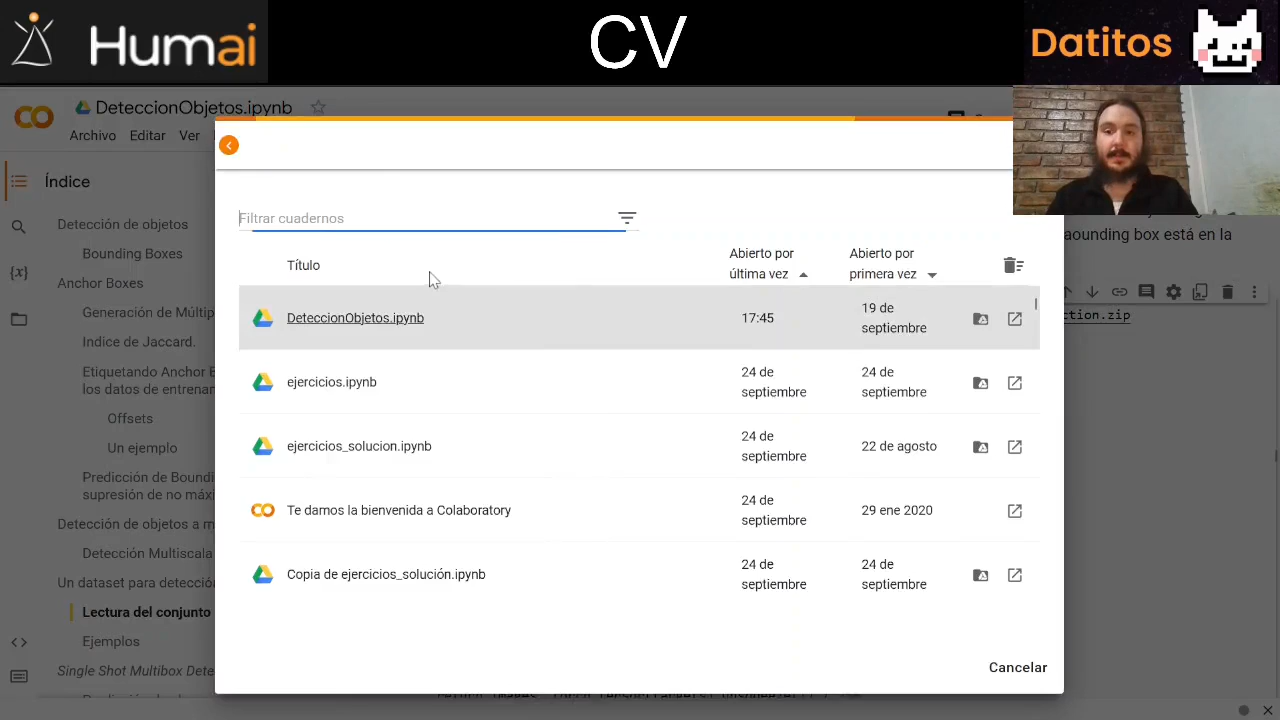 Humai
CV
Datitos
DeteccionObjetos.ipynb
Archivo Editar Ver
Índice
Detección de objetos
Bounding Boxes
Anchor Boxes
Generación de Múltip
Indice de Jaccard.
Etiquetando Anchor B
los datos de entrenar
Offsets
Un ejemplo
Predicción de Boundi
supresión de no máxi
Detección de objetos a m
Detección Multiscala
Un dataset para detecció
Lectura del conjunto
Ejemplos
Single Shot Multibox Dete
Filtrar cuadernos
Título
Abierto por
última vez
Abierto por
primera vez
DeteccionObjetos.ipynb
17:45
19 de
septiembre
ejercicios.ipynb
24 de
septiembre
24 de
septiembre
ejercicios_solucion.ipynb
24 de
septiembre
22 de agosto
Te damos la bienvenida a Colaboratory
24 de
septiembre
29 ene 2020
Copia de ejercicios_solución.ipynb
24 de
septiembre
24 de
septiembre
Cancelar
aounding box está en la
ction.zip